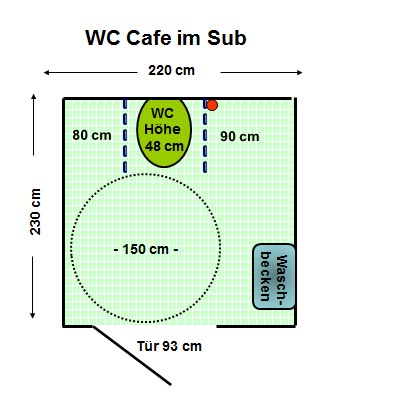 WC Cafe im Sub
220 cm
80 cm
WC
Höhe
48 cm
90 cm
230 cm
- 150 cm -
Wasch-
becken
Tür 93 cm